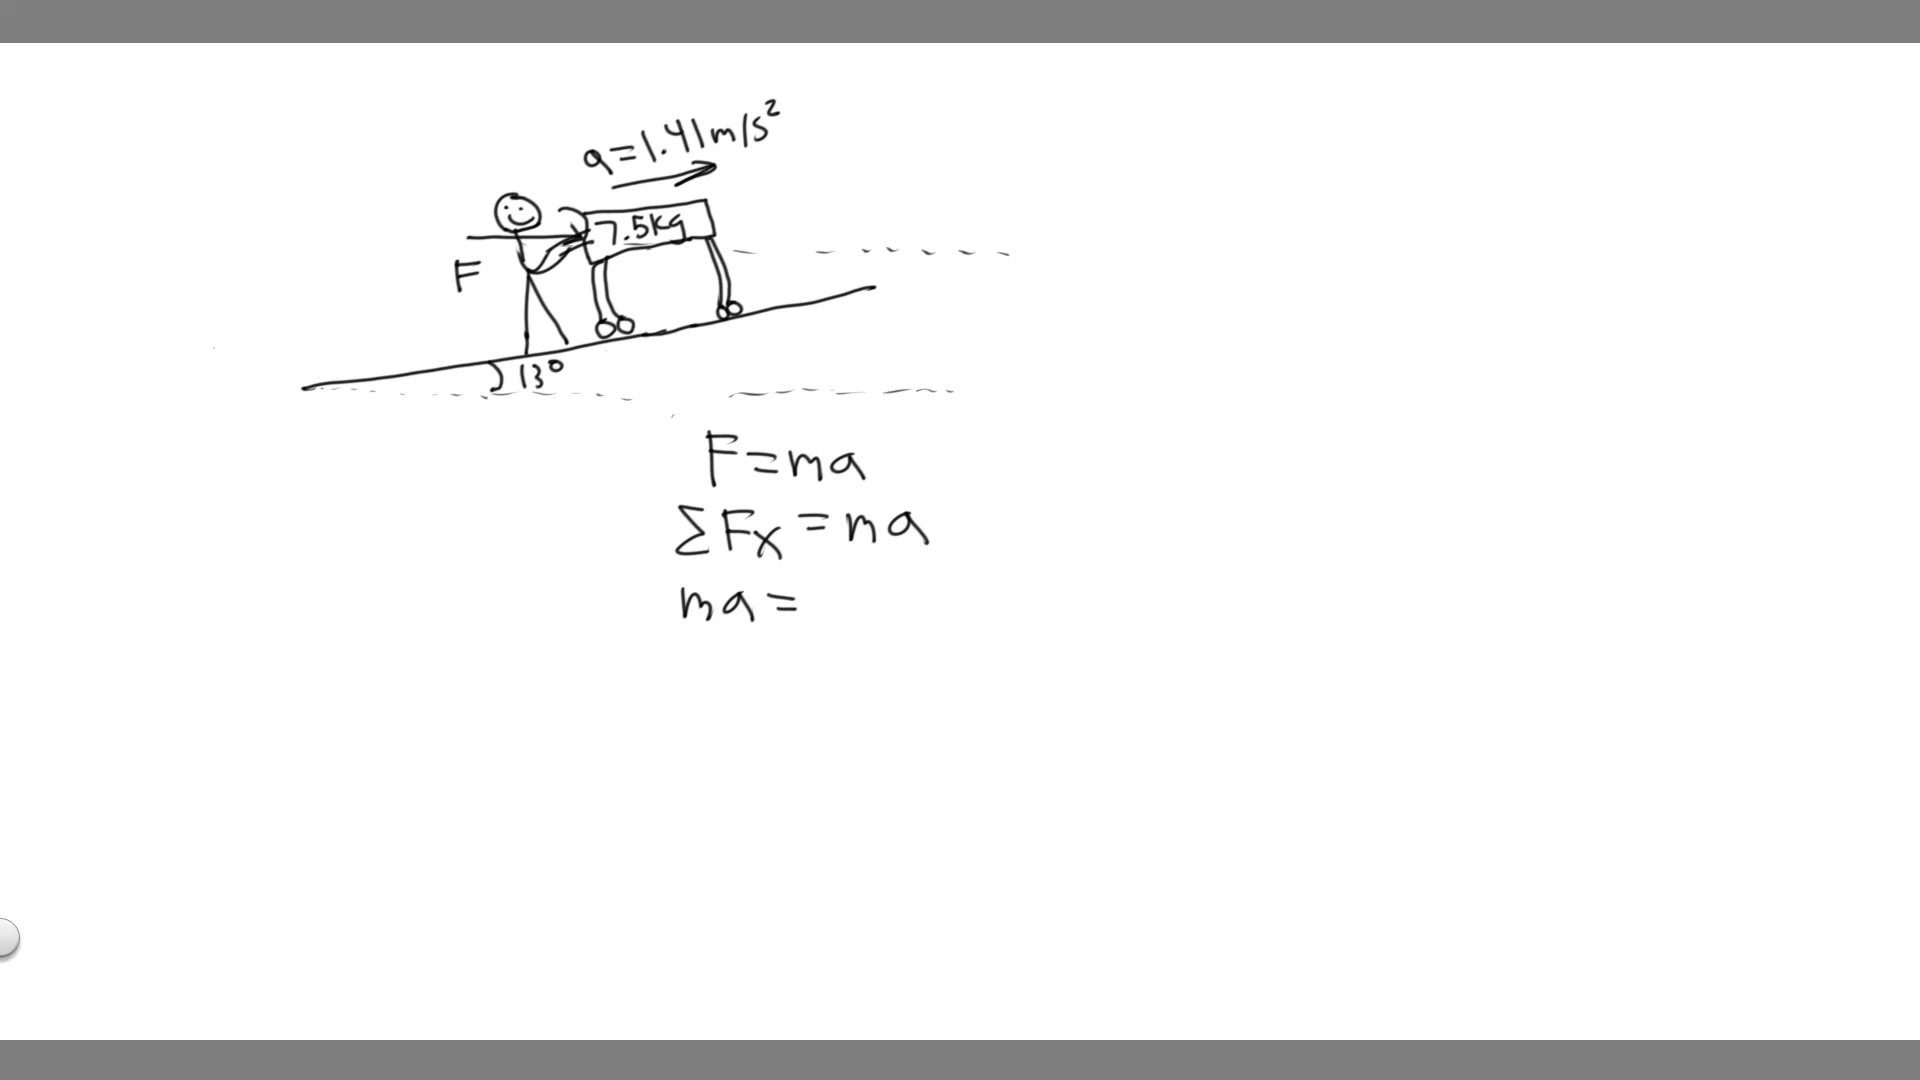 a=1.41m/s²
7.5kg
F
13°
F=ma
ΣFx=ma
ma=